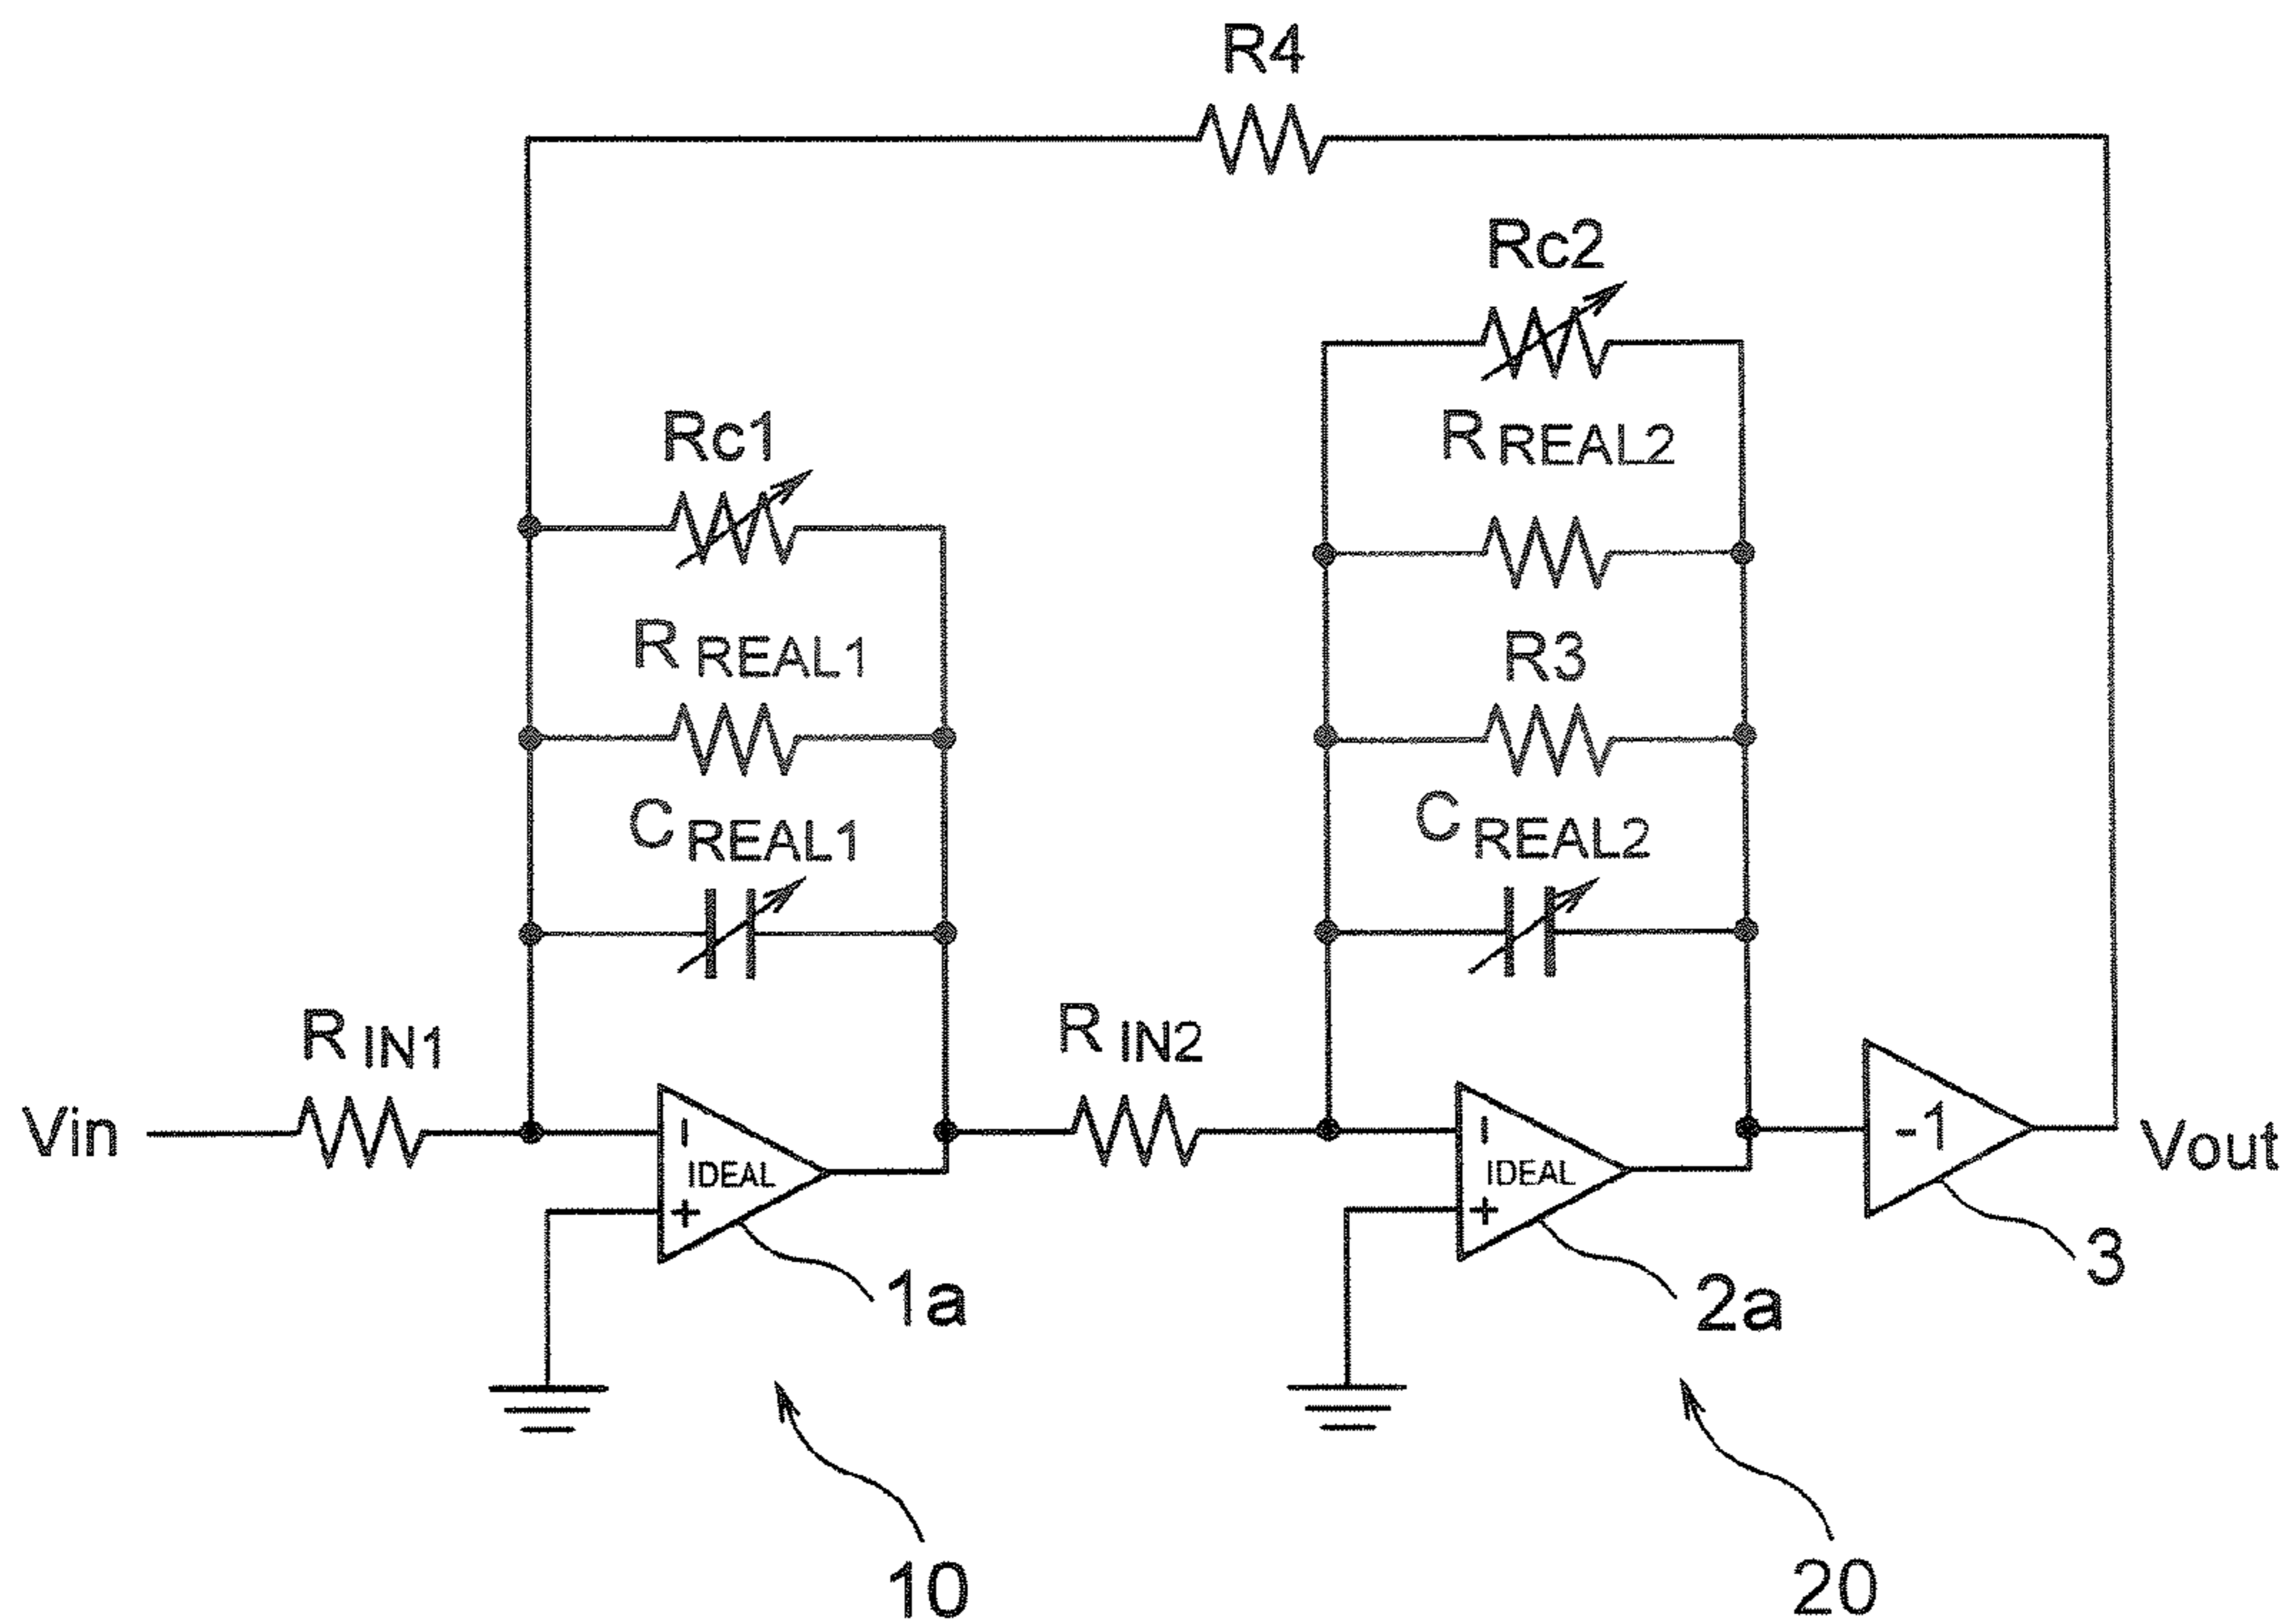 R4
Rc2
Rc1
R REAL2
R REAL1
R3
C REAL1
C REAL2
R IN1
R IN2
Vin
IDEAL
- 
+
IDEAL
-
+
-1
Vout
1a
2a
3
10
20